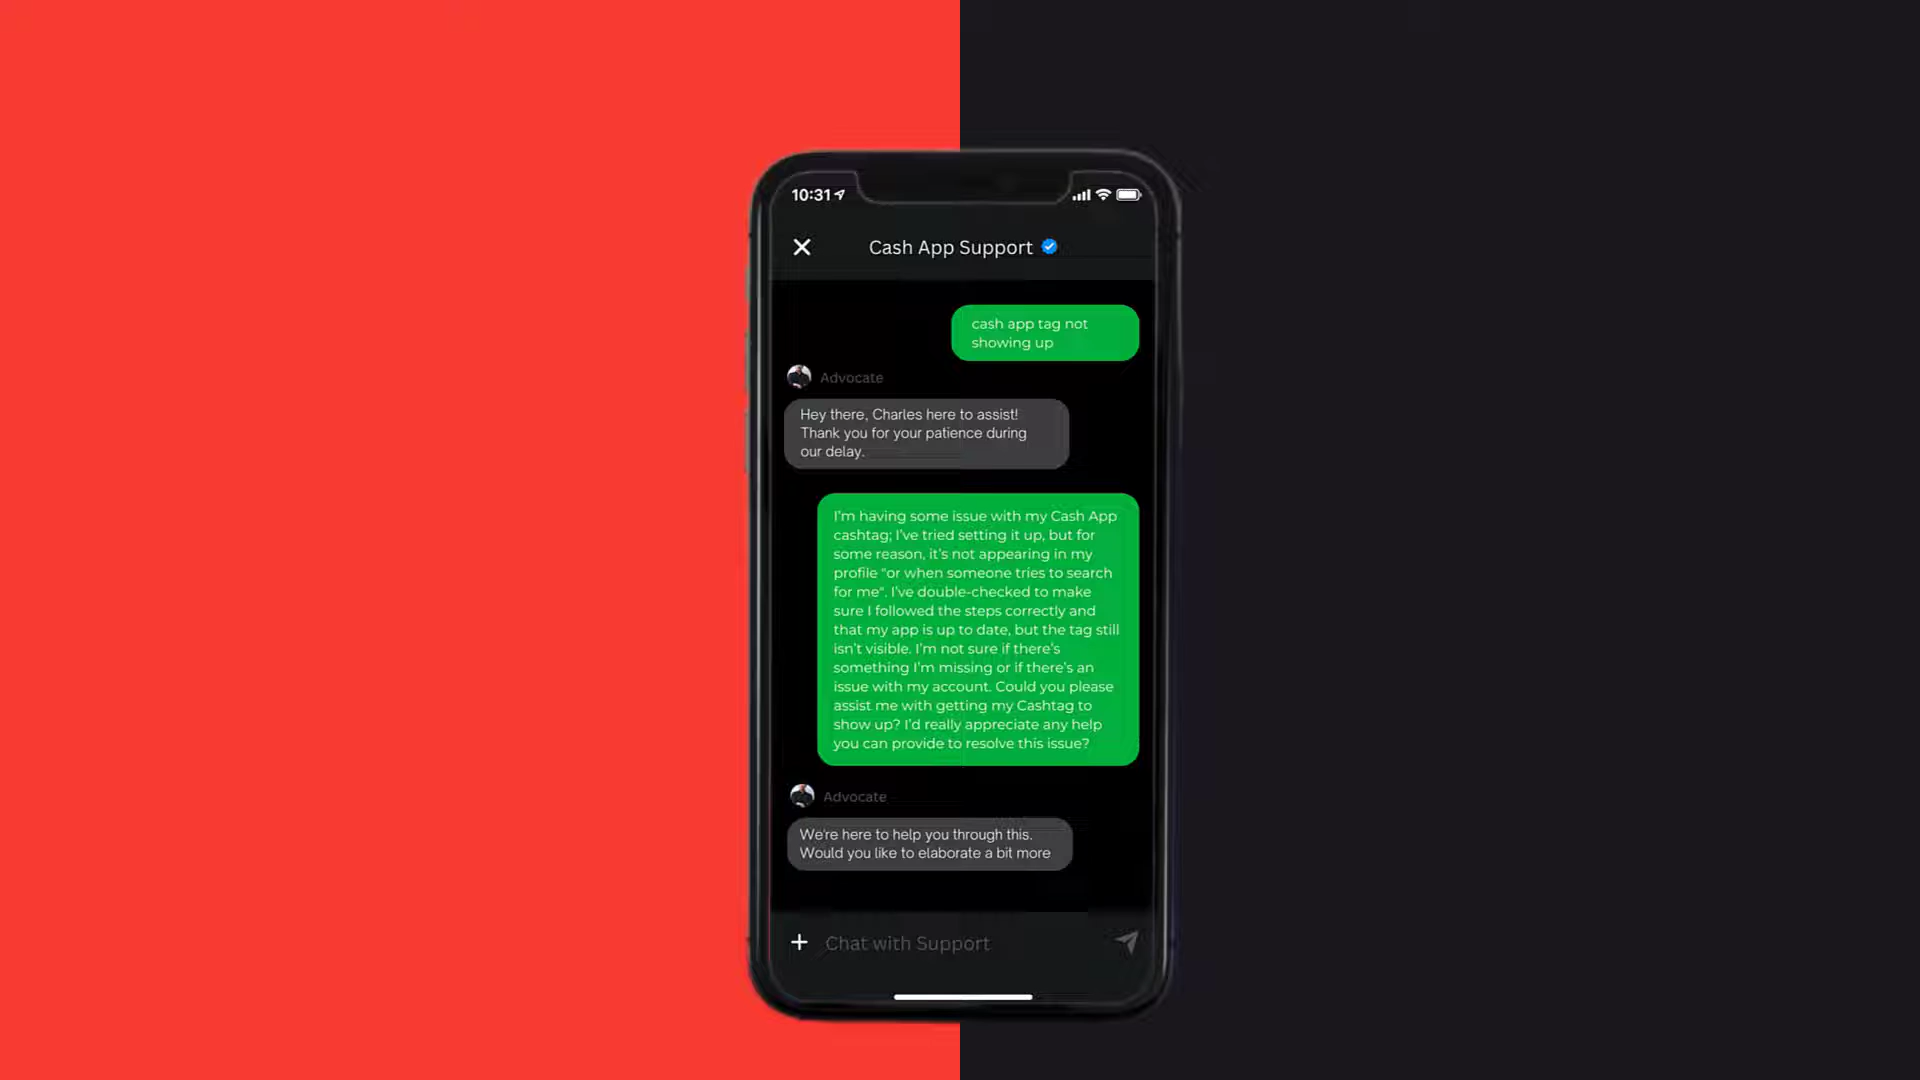 10:31
Cash App Support
cash app tag not
showing up
Advocate
Hey there, Charles here to assist!
Thank you for your patience during
our delay.
I'm having some issue with my Cash App
cashtag; I've tried setting it up, but for
some reason, it's not appearing in my
profile "or when someone tries to search
for me". I've double-checked to make
sure I followed the steps correctly and
that my app is up to date, but the tag still
isn't visible. I'm not sure if there's
something I'm missing or if there's an
issue with my account. Could you please
assist me with getting my Cashtag to
show up? I'd really appreciate any help
you can provide to resolve this issue?
Advocate
We're here to help you through this.
Would you like to elaborate a bit more
Chat with Support